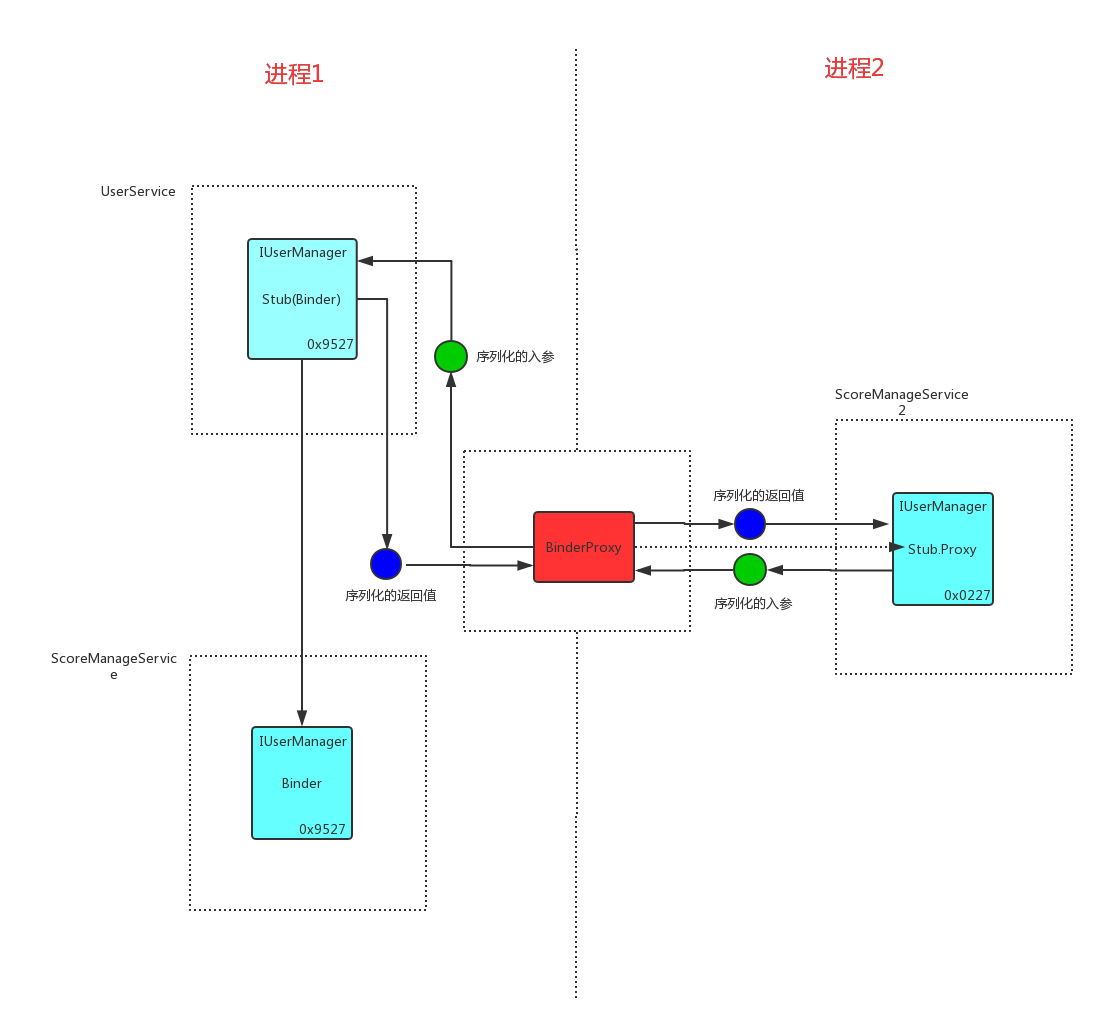 进程1
进程2
UserService
IUserManager
Stub(Binder)
0x9527
序列化的入参
ScoreManageService
2
序列化的返回值
IUserManager
BinderProxy
Stub.Proxy
0x0227
序列化的返回值
序列化的入参
ScoreManageServic
e
IUserManager
Binder
0x9527